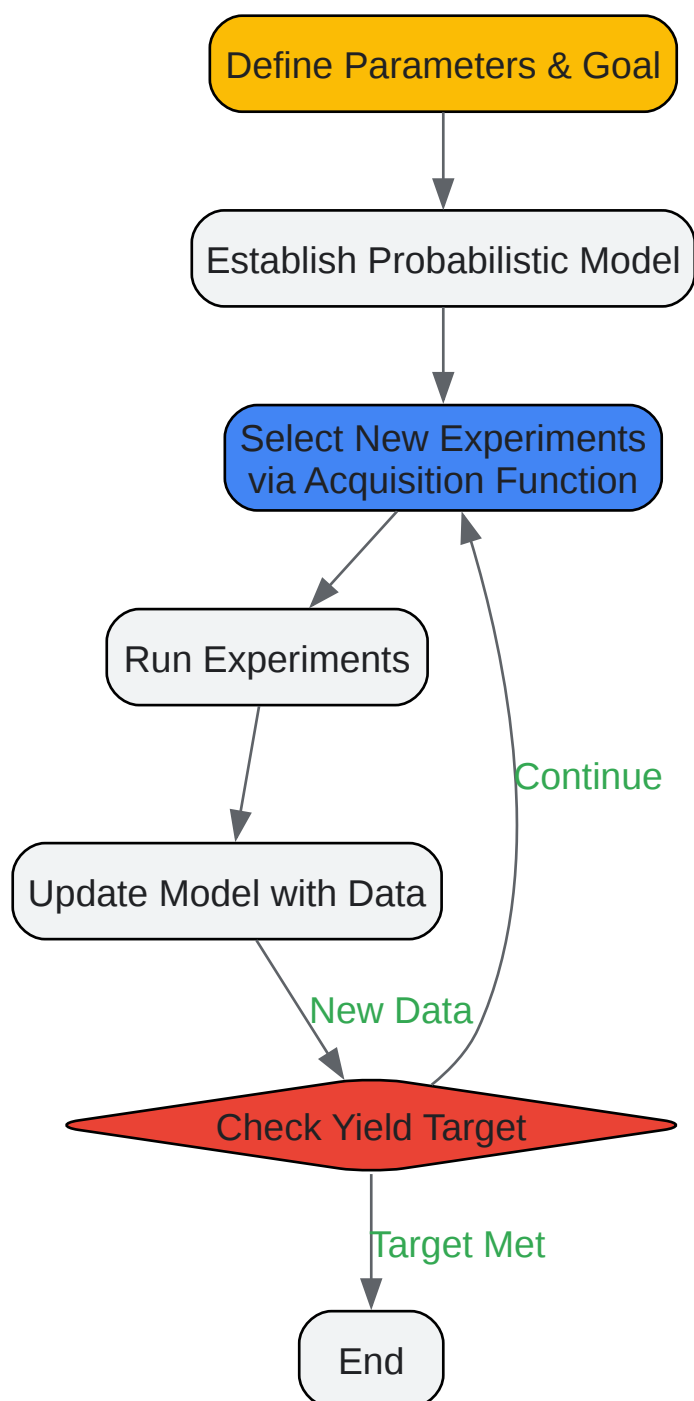 Define Parameters & Goal
Establish Probabilistic Model
Select New Experiments
via Acquisition Function
Run Experiments
Continue
Update Model with Data
New Data
Check Yield Target
Target Met
End